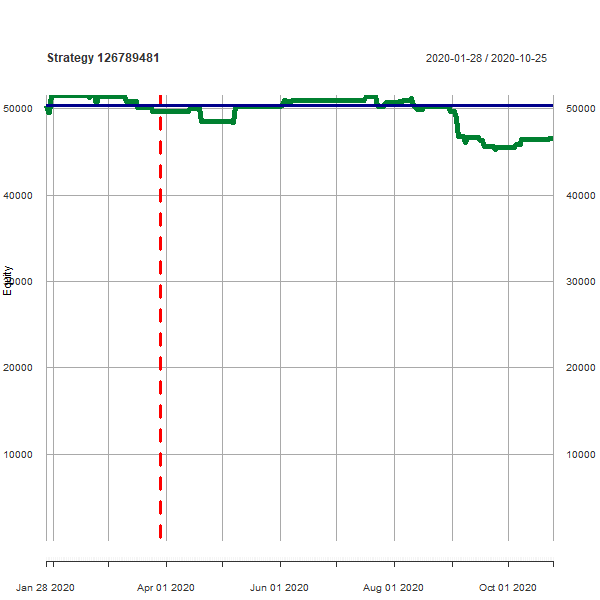 Strategy 126789481
2020-01-28 / 2020-10-25
50000
50000
40000
40000
Equity
30000
30000
20000
20000
10000
10000
Jan 28 2020
Apr 01 2020
Jun 01 2020
Aug 01 2020
Oct 01 2020